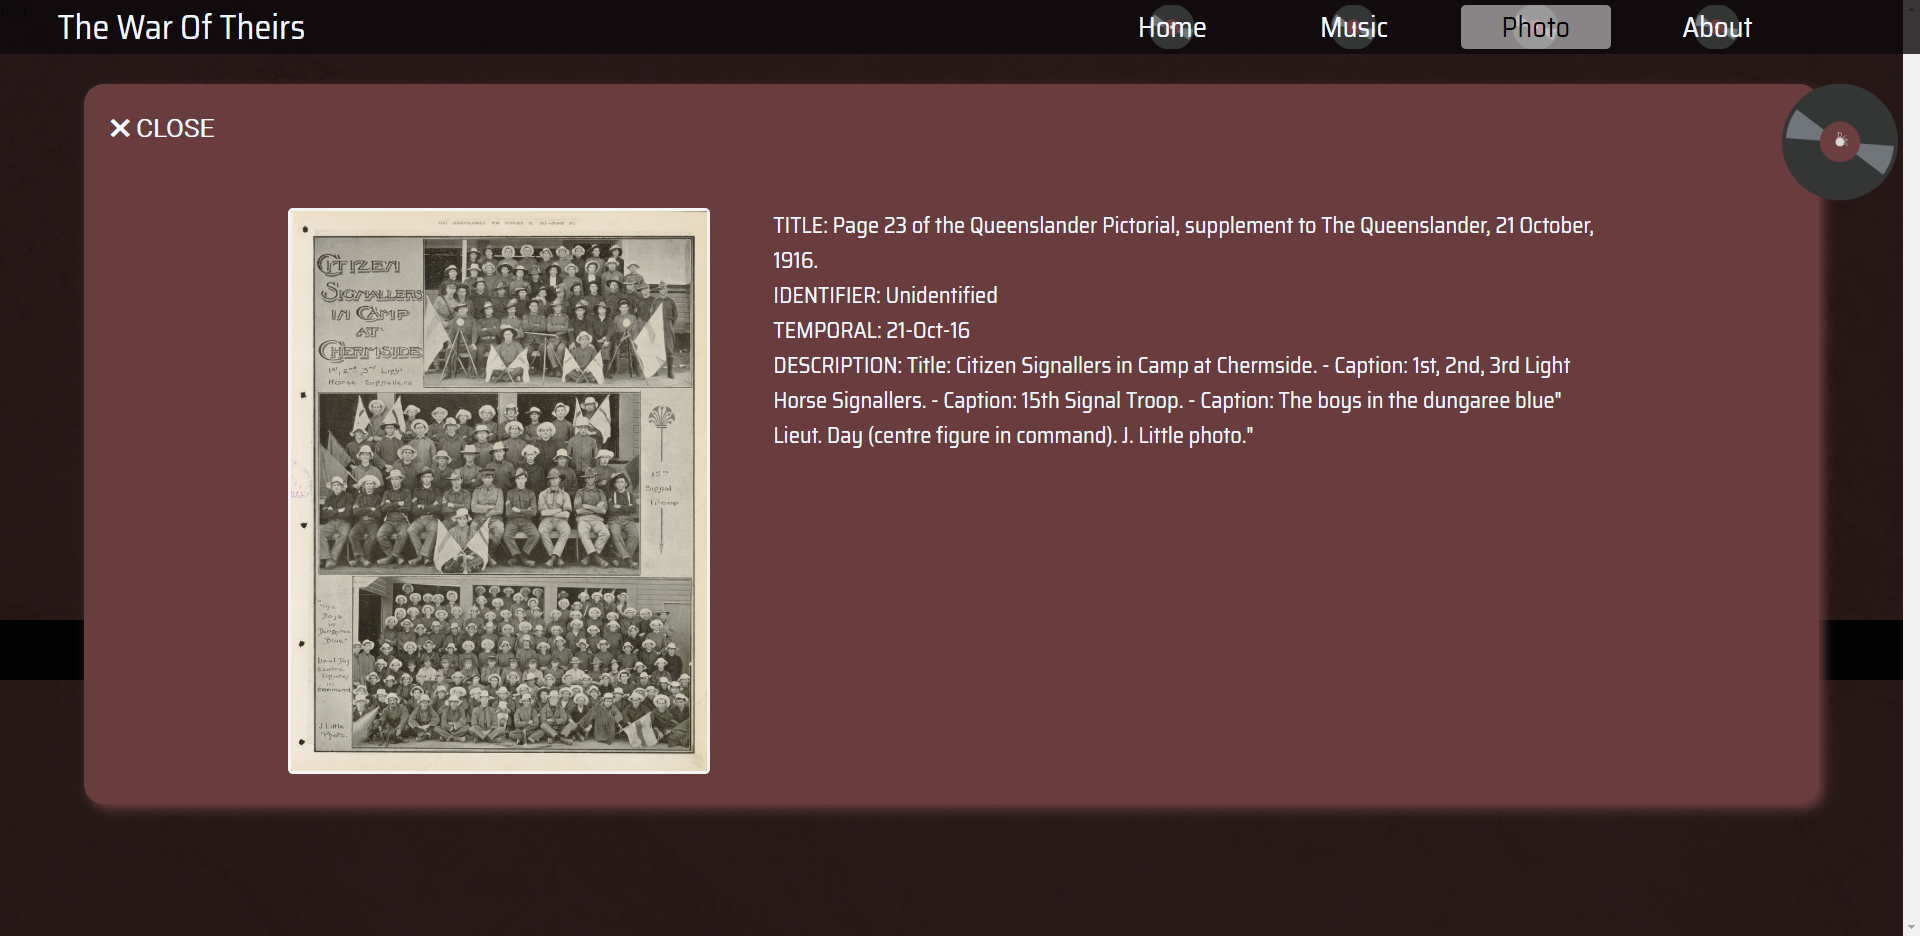 The War Of Theirs
Home
Music
Photo
About
✕ CLOSE
CITIZEN
SIGNALLERS
IN CAMP
AT
CHERMSIDE
1st, 2nd, 3rd Light
Horse Signallers
15th
Signal
Troop
"The
Boys
in
Dungaree
Blue"
Lieut. Day
Centre
figure
in
command
J. Little
Photo.
TITLE: Page 23 of the Queenslander Pictorial, supplement to The Queenslander, 21 October,
1916.
IDENTIFIER: Unidentified
TEMPORAL: 21-Oct-16
DESCRIPTION: Title: Citizen Signallers in Camp at Chermside. - Caption: 1st, 2nd, 3rd Light
Horse Signallers. - Caption: 15th Signal Troop. - Caption: The boys in the dungaree blue"
Lieut. Day (centre figure in command). J. Little photo."